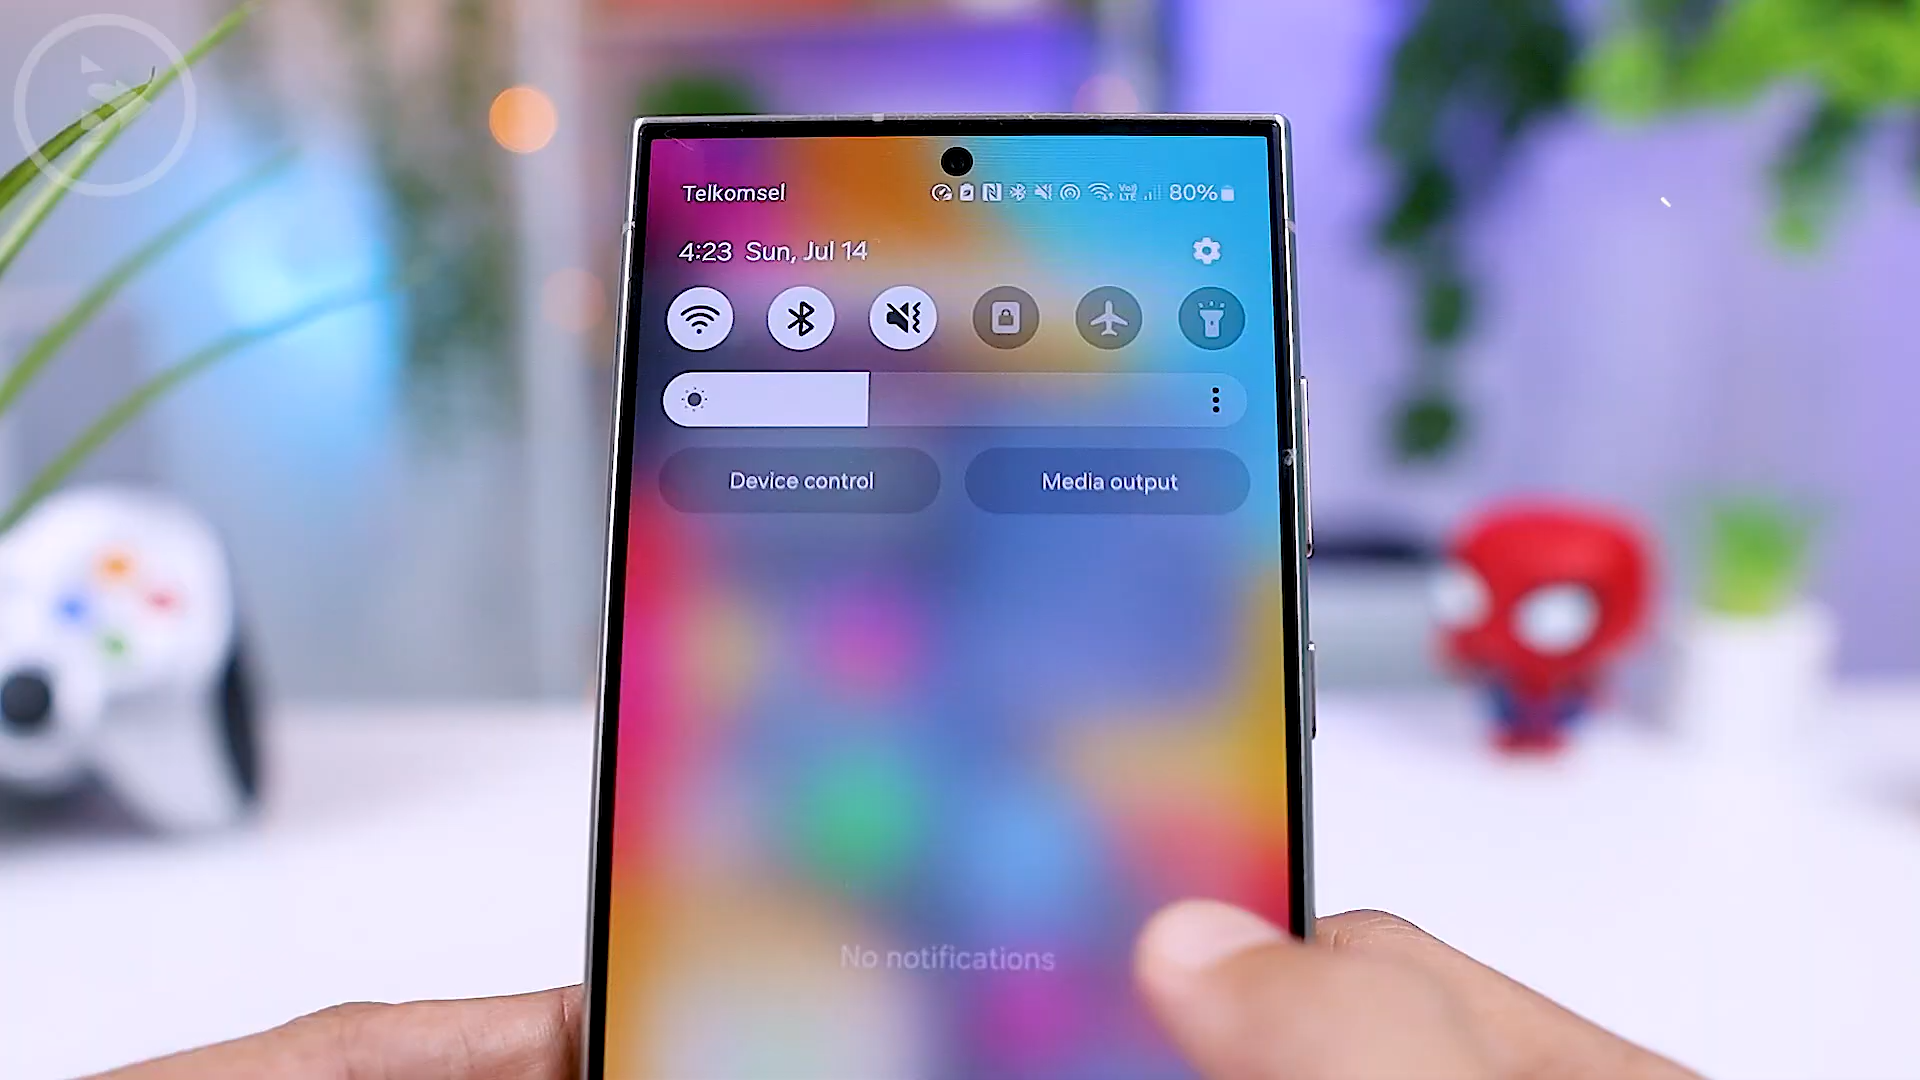 Telkomsel 80%
4:23 Sun, Jul 14
Device control Media output
No notifications